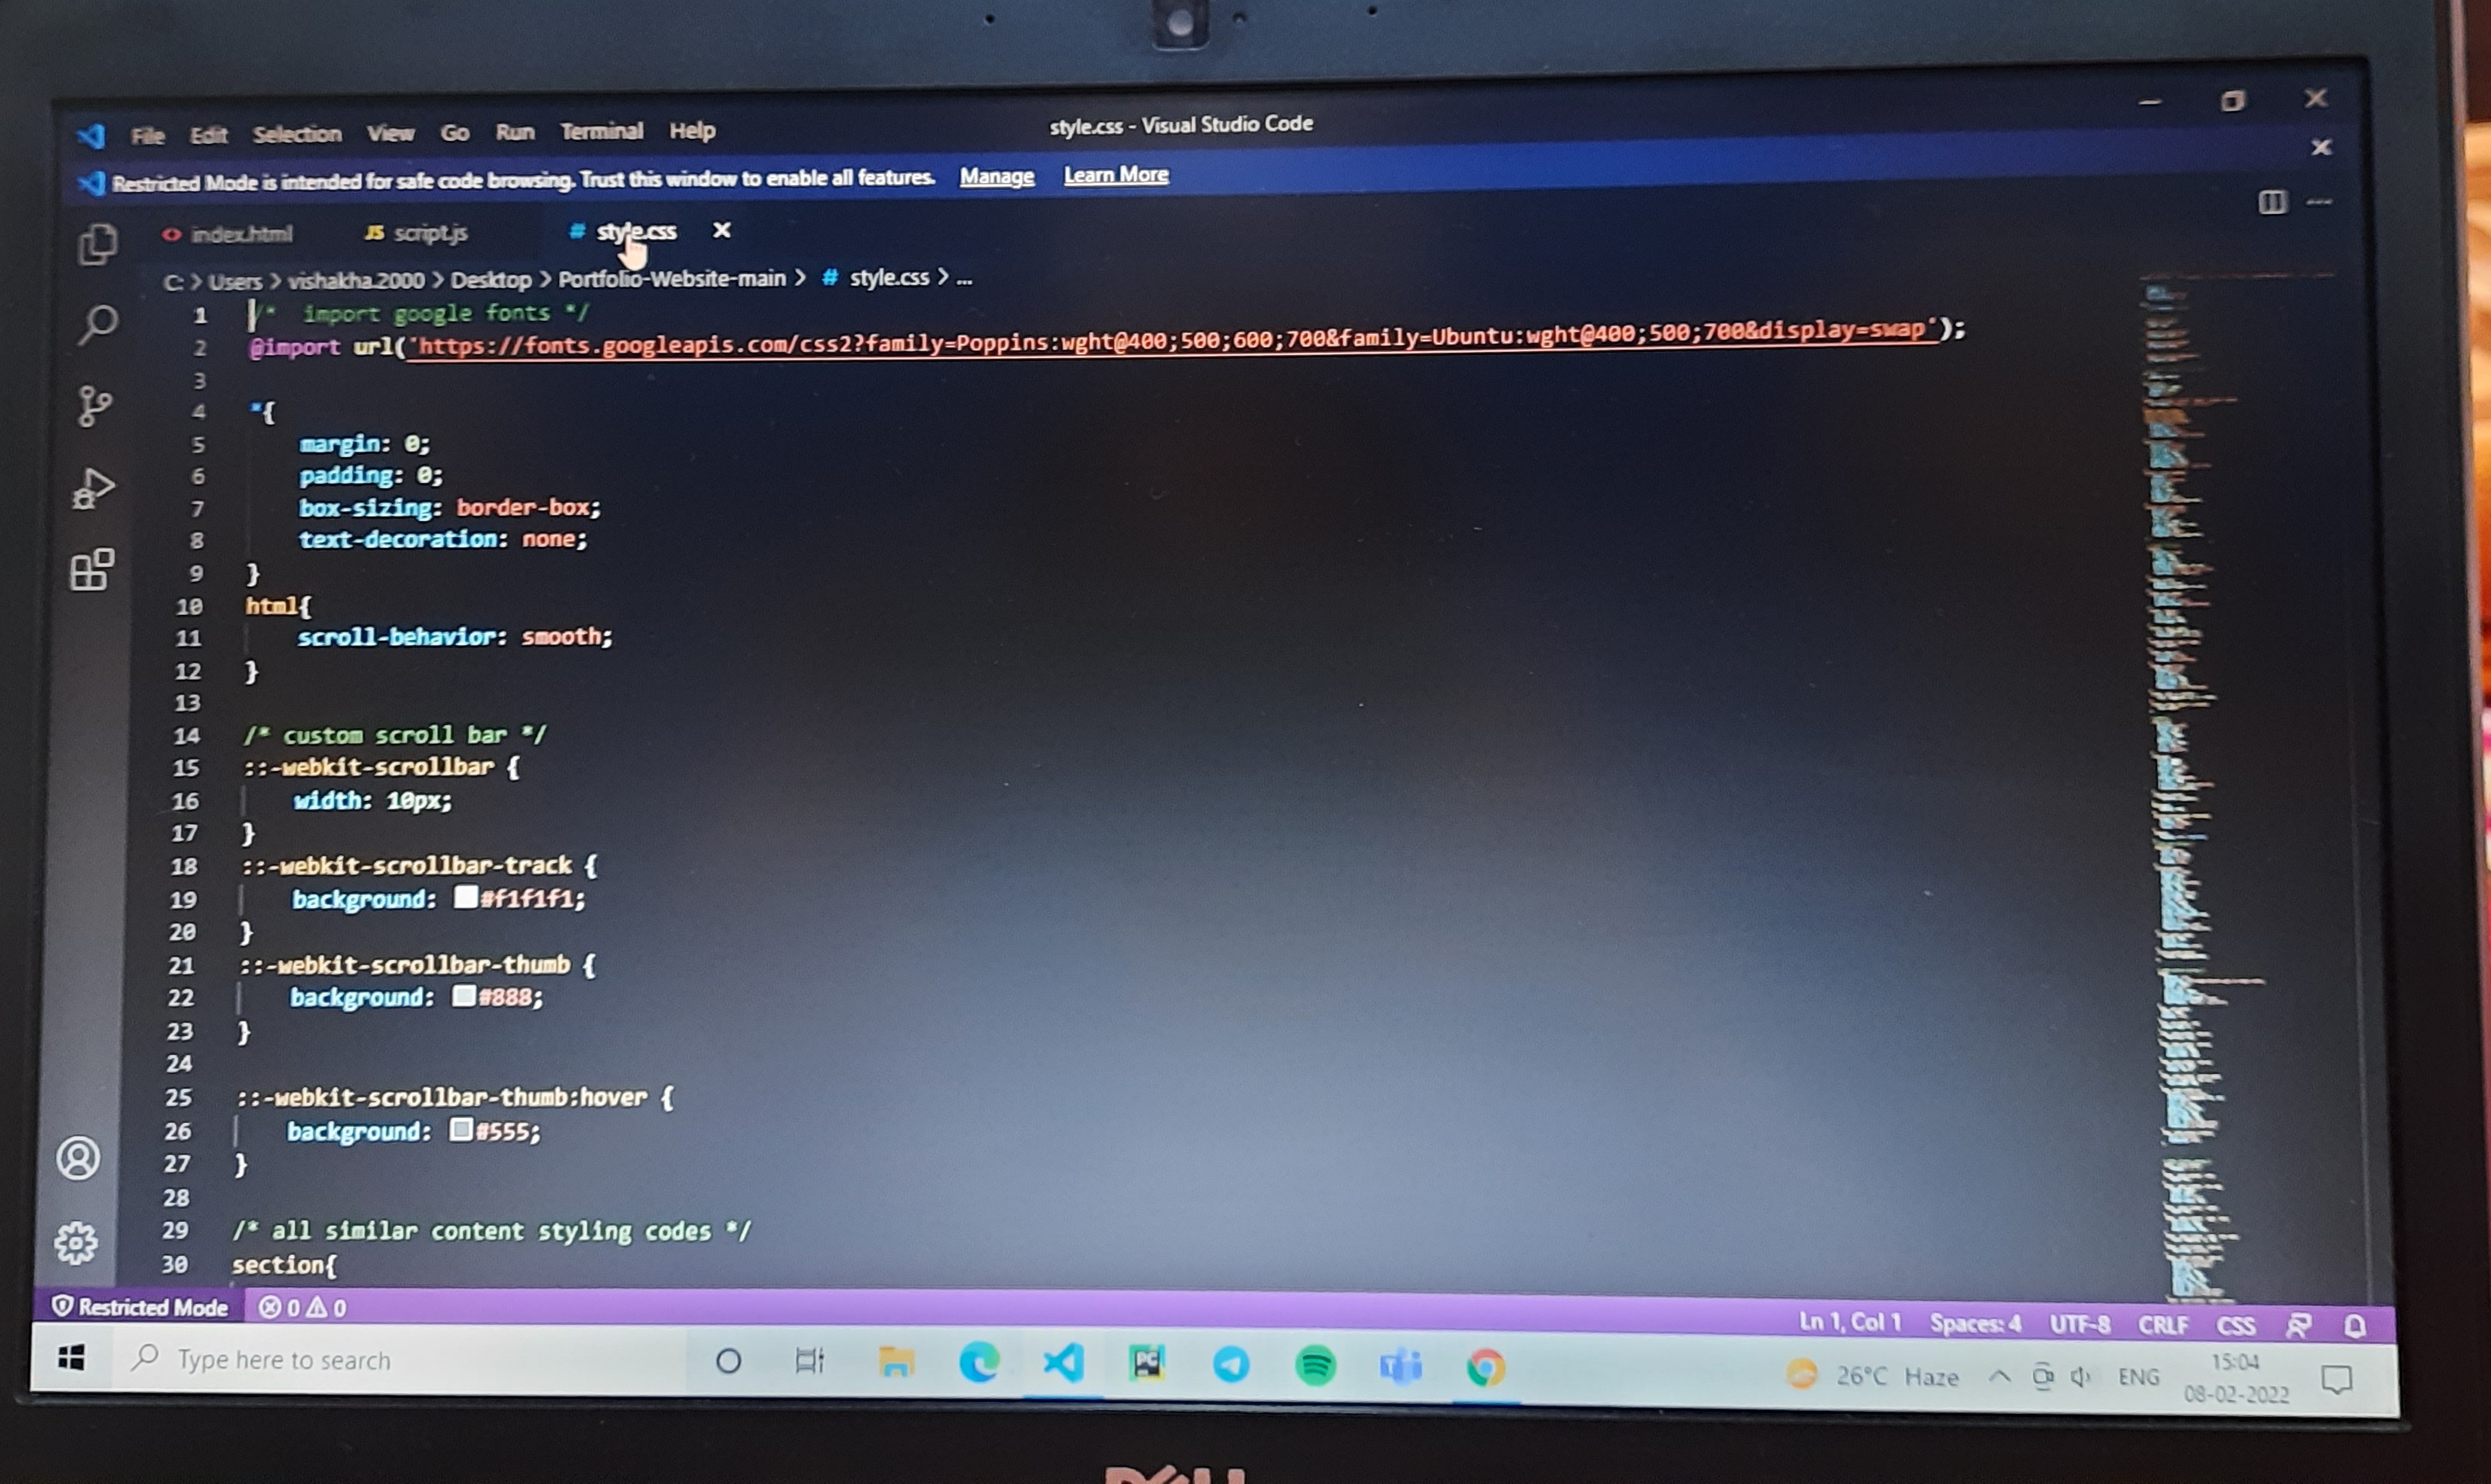 File Edit Selection View Go Run Terminal Help style.css - Visual Studio Code
Restricted Mode is intended for safe code browsing. Trust this window to enable all features. Manage Learn More
index.html JS script.js # style.css
C: > Users > vishakha.2000 > Desktop > Portfolio-Website-main > # style.css > ...
1 /*  import google fonts */
2 @import url('https://fonts.googleapis.com/css2?family=Poppins:wght@400;500;600;700&family=Ubuntu:wght@400;500;700&display=swap');
3
4 *{
5 margin: 0;
6 padding: 0;
7 box-sizing: border-box;
8 text-decoration: none;
9 }
10 html{
11 scroll-behavior: smooth;
12 }
13
14 /* custom scroll bar */
15 ::-webkit-scrollbar {
16 width: 10px;
17 }
18 ::-webkit-scrollbar-track {
19 background: #f1f1f1;
20 }
21 ::-webkit-scrollbar-thumb {
22 background: #888;
23 }
24
25 ::-webkit-scrollbar-thumb:hover {
26 background: #555;
27 }
28
29 /* all similar content styling codes */
30 section{
Restricted Mode 0 0 Ln 1, Col 1 Spaces: 4 UTF-8 CRLF CSS
Type here to search PC 26°C Haze ENG 15:04
08-02-2022
DELL